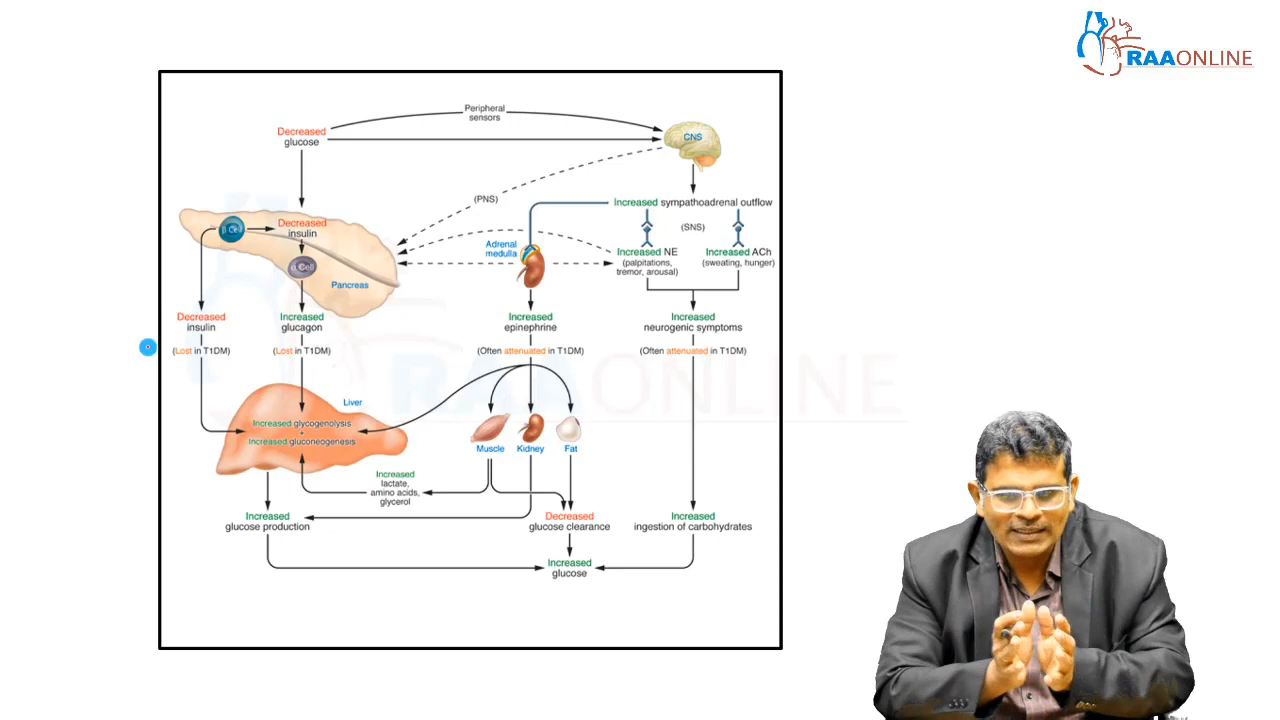 RAAONLINE
Peripheral
sensors
Decreased
glucose
CNS
(PNS)
Increased sympathoadrenal outflow
(SNS)
β Cell
Decreased
insulin
Adrenal
medulla
Increased NE
(palpitations,
tremor, arousal)
Increased ACh
(sweating, hunger)
Cell
Pancreas
Decreased
insulin
Increased
glucagon
Increased
epinephrine
Increased
neurogenic symptoms
(Lost in T1DM)
(Lost in T1DM)
(Often attenuated in T1DM)
(Often attenuated in T1DM)
RAAONLINE
Liver
Increased glycogenolysis
+
Increased gluconeogenesis
Muscle
Kidney
Fat
Increased
lactate,
amino acids,
glycerol
Increased
glucose production
Decreased
glucose clearance
Increased
ingestion of carbohydrates
Increased
glucose